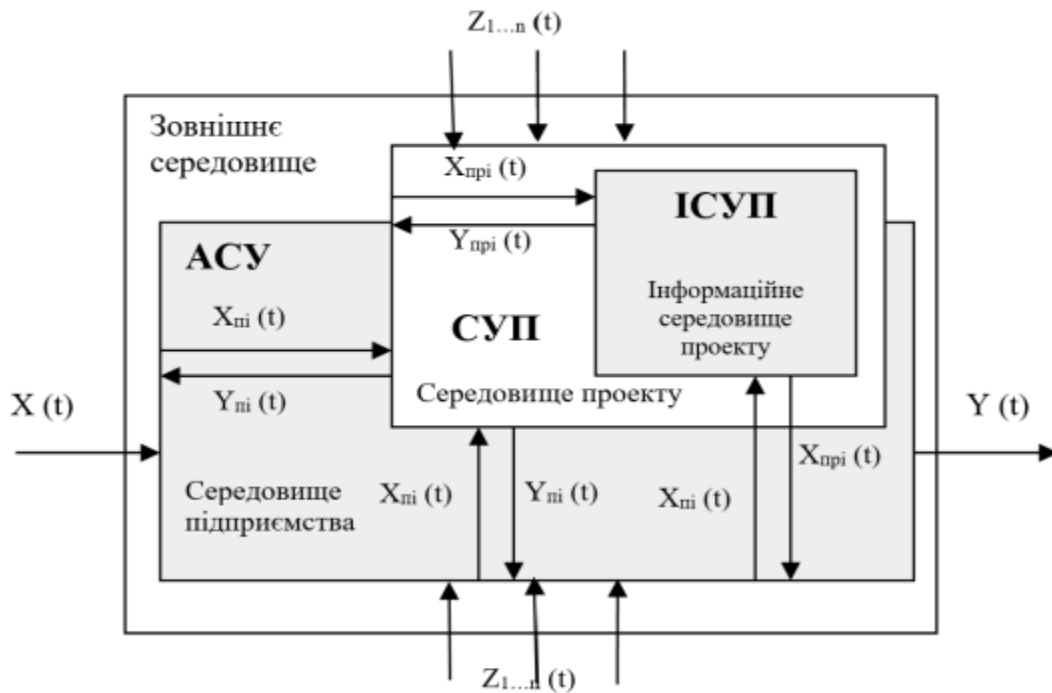 Z1…n (t)
Зовнішнє
середовище
Xпрі (t)
ІСУП
Yпрі (t)
АСУ
Інформаційне
середовище
проекту
Xпі (t)
СУП
Yпі (t)
Середовище проекту
X (t)
Y (t)
Xпрі (t)
Середовище
підприємства
Xпі (t)
Yпі (t)
Xпі (t)
Z1…n (t)